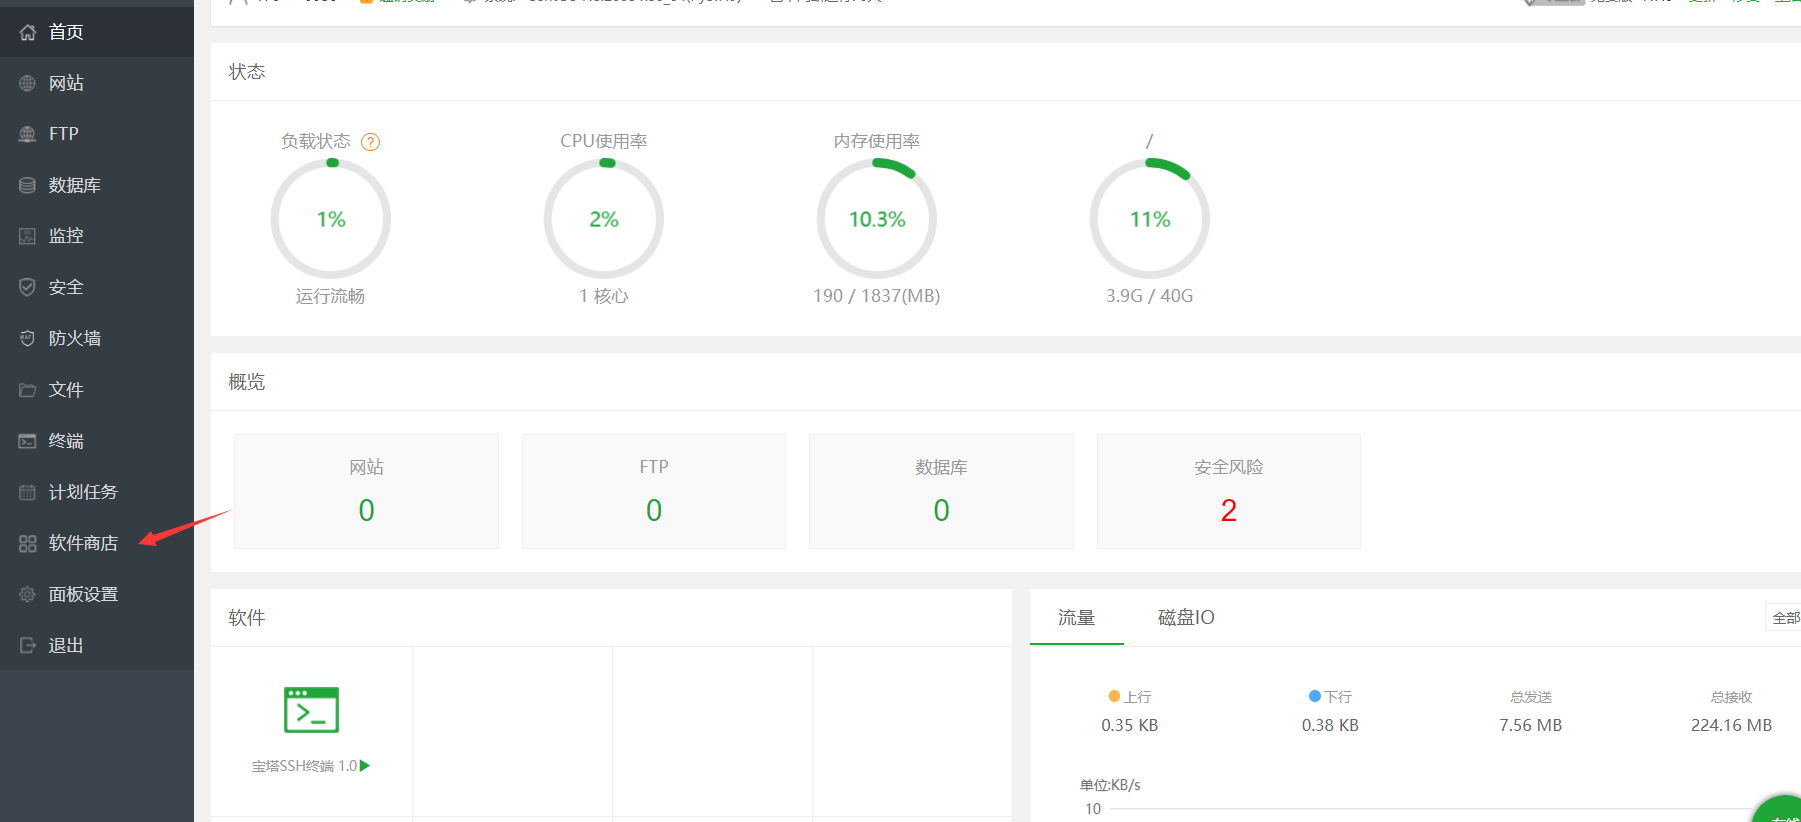 首页
网站
FTP
数据库
监控
安全
防火墙
文件
终端
计划任务
软件商店
面板设置
退出
状态
负载状态 ?
1%
运行流畅
CPU使用率
2%
1 核心
内存使用率
10.3%
190 / 1837(MB)
/
11%
3.9G / 40G
概览
网站
0
FTP
0
数据库
0
安全风险
2
软件
宝塔SSH终端 1.0
流量
磁盘IO
全部
上行
0.35 KB
下行
0.38 KB
总发送
7.56 MB
总接收
224.16 MB
单位:KB/s
10